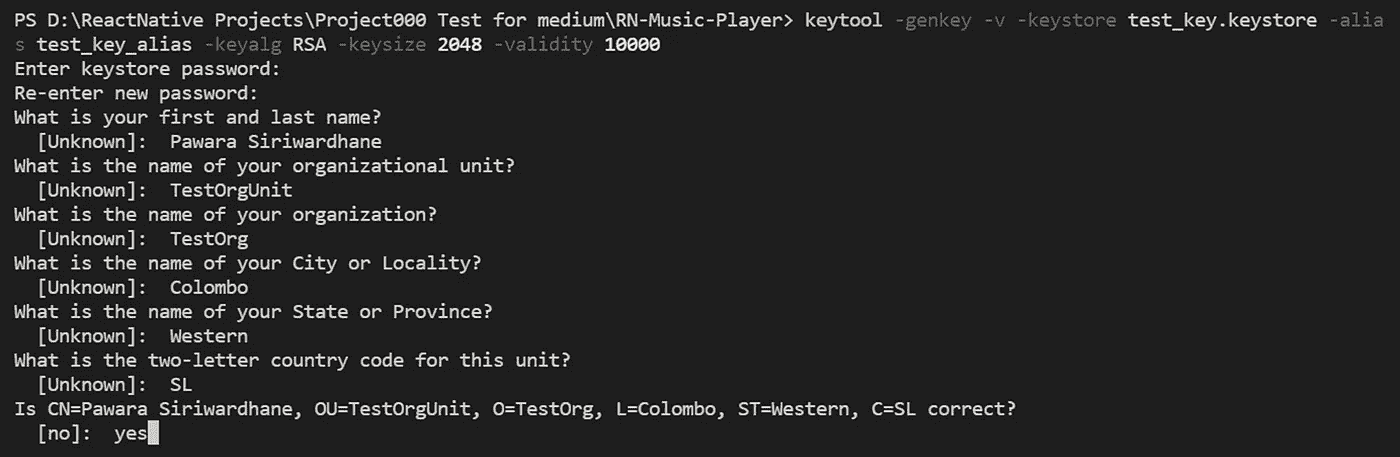 PS D:\ReactNative Projects\Project000 Test for medium\RN-Music-Player> keytool -genkey -v -keystore test_key.keystore -alia
s test_key_alias -keyalg RSA -keysize 2048 -validity 10000
Enter keystore password:
Re-enter new password:
What is your first and last name?
  [Unknown]:  Pawara Siriwardhane
What is the name of your organizational unit?
  [Unknown]:  TestOrgUnit
What is the name of your organization?
  [Unknown]:  TestOrg
What is the name of your City or Locality?
  [Unknown]:  Colombo
What is the name of your State or Province?
  [Unknown]:  Western
What is the two-letter country code for this unit?
  [Unknown]:  SL
Is CN=Pawara Siriwardhane, OU=TestOrgUnit, O=TestOrg, L=Colombo, ST=Western, C=SL correct?
  [no]:  yes